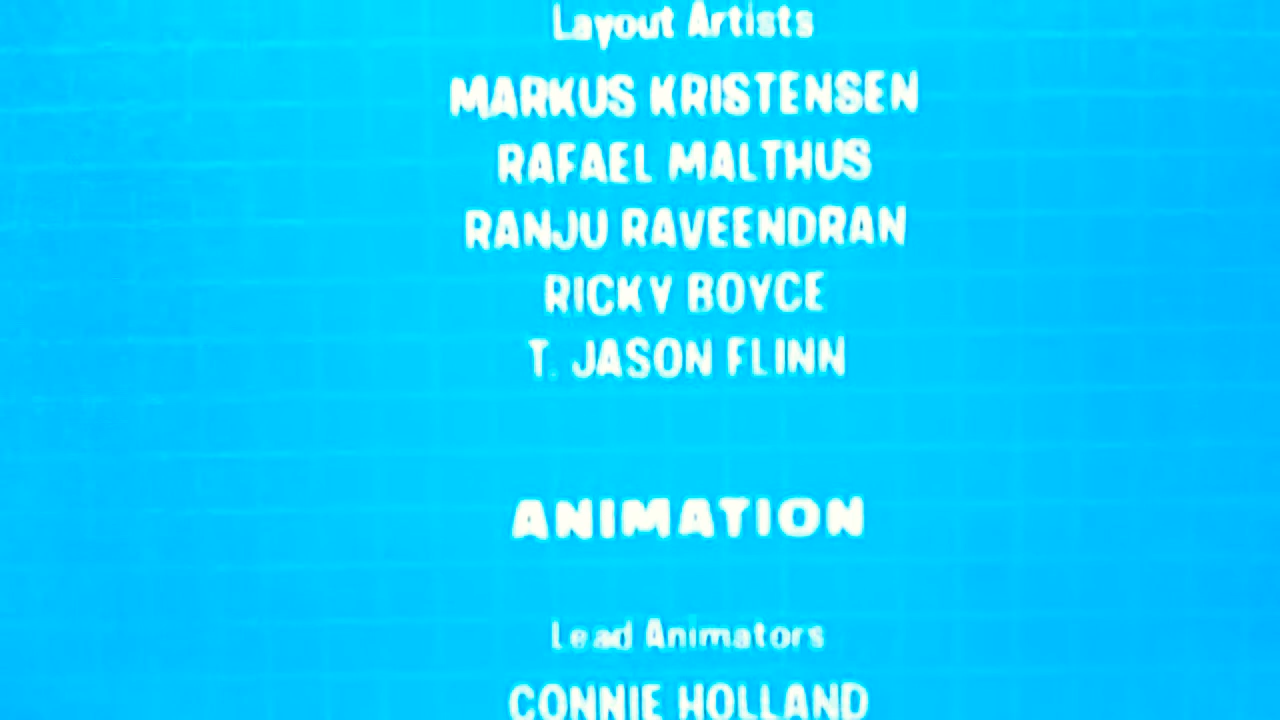 Layout Artists
MARKUS KRISTENSEN
RAFAEL MALTHUS
RANJU RAVEENDRAN
RICKY BOYCE
T. JASON FLINN
ANIMATION
Lead Animators
CONNIE HOLLAND